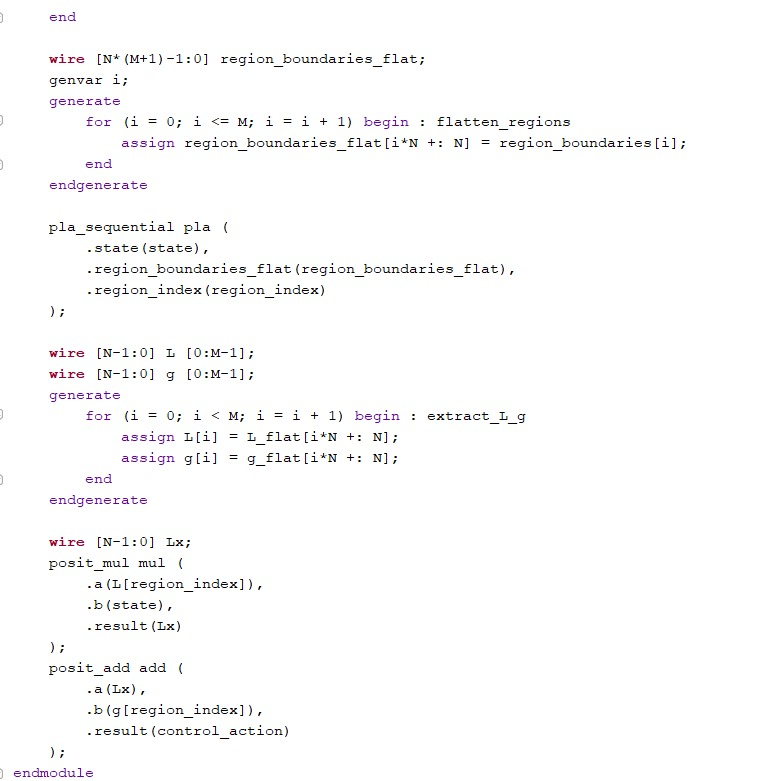 end

    wire [N*(M+1)-1:0] region_boundaries_flat;
    genvar i;
    generate
        for (i = 0; i <= M; i = i + 1) begin : flatten_regions
            assign region_boundaries_flat[i*N +: N] = region_boundaries[i];
        end
    endgenerate

    pla_sequential pla (
        .state(state),
        .region_boundaries_flat(region_boundaries_flat),
        .region_index(region_index)
    );

    wire [N-1:0] L [0:M-1];
    wire [N-1:0] g [0:M-1];
    generate
        for (i = 0; i < M; i = i + 1) begin : extract_L_g
            assign L[i] = L_flat[i*N +: N];
            assign g[i] = g_flat[i*N +: N];
        end
    endgenerate

    wire [N-1:0] Lx;
    posit_mul mul (
        .a(L[region_index]),
        .b(state),
        .result(Lx)
    );
    posit_add add (
        .a(Lx),
        .b(g[region_index]),
        .result(control_action)
    );
endmodule